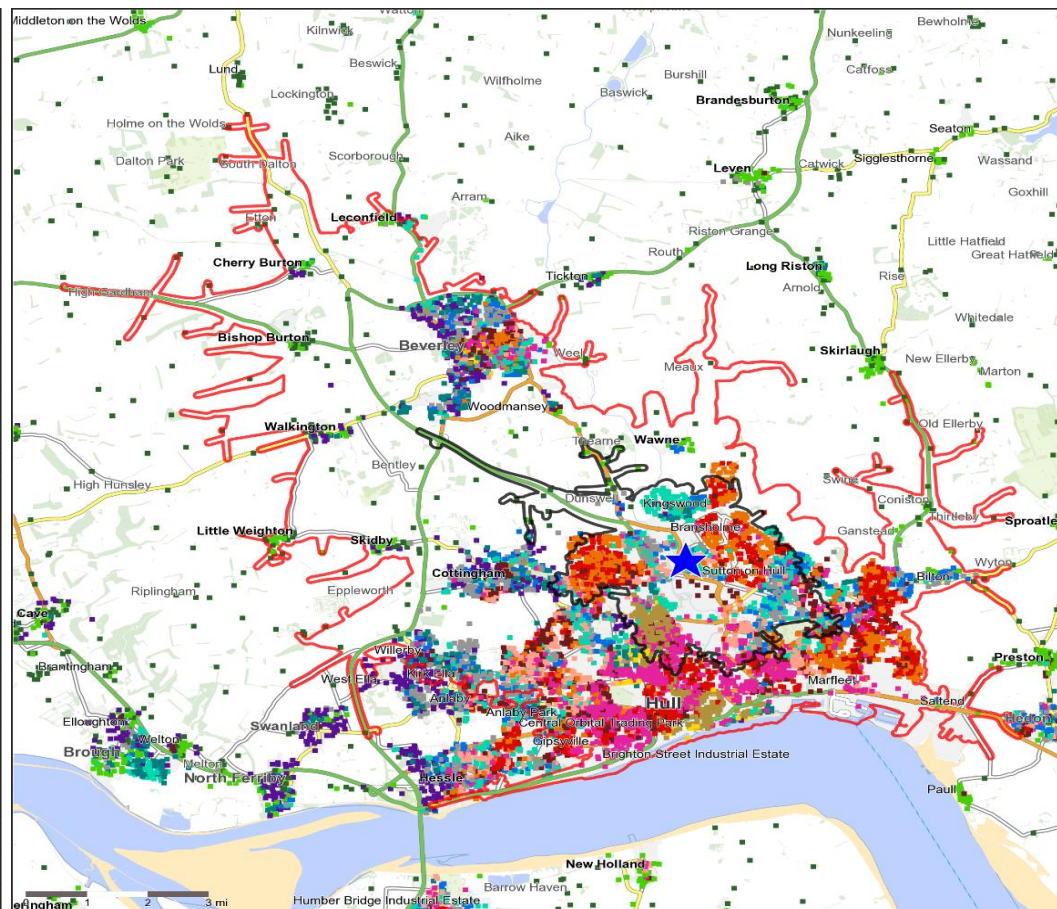 Middleton on the Wolds
Watton
Bewholme
Kilnwick
Nunkeeling
Beswick
Lund
Wilfholme
Burshill
Catfoss
Lockington
Baswick
Brandesburton
Holme on the Wolds
Aike
Seaton
Dalton Park
South Dalton
Scorborough
Leven
Catwick
Sigglesthorne
Wassand
Arram
Goxhill
Etton
Leconfield
Riston Grange
Little Hatfield
Routh
Great Hatfield
Cherry Burton
Tickton
Long Riston
Rise
Arnold
High Gardham
Whitedale
Bishop Burton
Beverley
Weel
Skirlaugh
New Ellerby
Meaux
Marton
Woodmansey
Walkington
Old Ellerby
Thearne
Wawne
Bentley
High Hunsley
Swine
Dunswell
Kingswood
Coniston
Thirtleby
Sproatle
Bransholme
Ganstead
Little Weighton
Skidby
Wyton
Cottingham
Sutton on Hull
Bilton
Riplingham
Eppleworth
Cave
Willerby
Preston
Brantingham
West Ella
Kirk Ella
Marfleet
Anlaby
Hull
Saltend
Anlaby Park
Elloughton
Swanland
Central Orbital Trading Park
Hedon
Welton
Gipsyville
Brough
Melton
Brighton Street Industrial Estate
North Ferriby
Hessle
Paull
New Holland
Barrow Haven
0 1 2 3 mi
Humber Bridge Industrial Estate
eringham